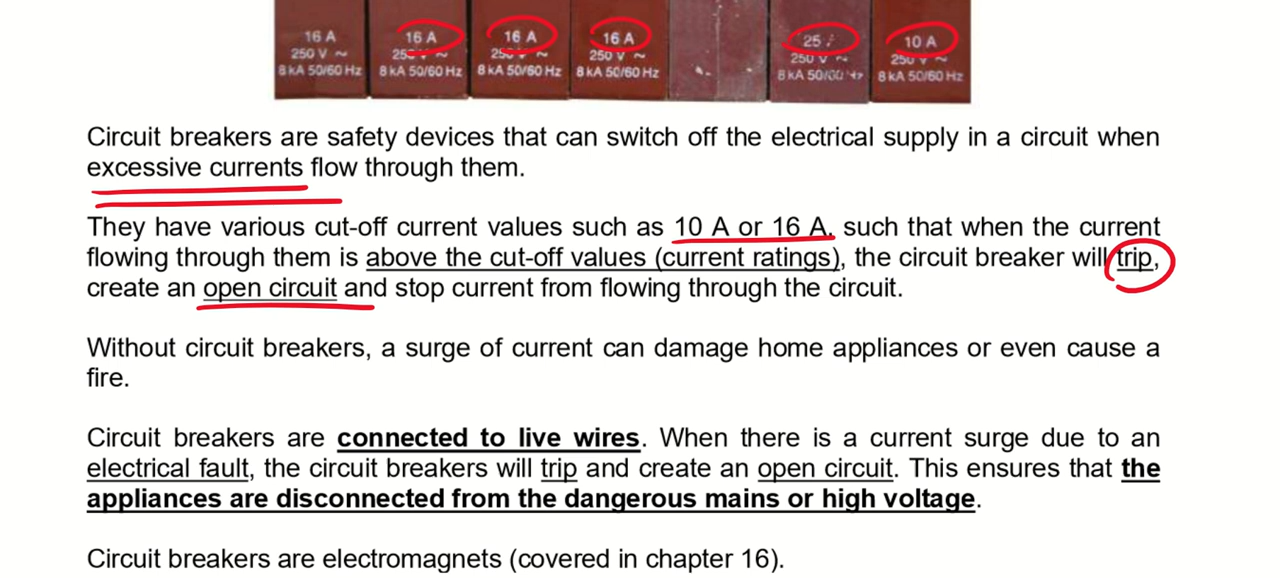 16 A 16 A 16 A 16 A 25 10 A
250 V ~ 25 ~ 250 V ~ 250 V ~ 250 V ~ 250 V ~
8 kA 50/60 Hz 8 kA 50/60 Hz 8 kA 50/60 Hz 8 kA 50/60 Hz 8 kA 50/60 8 kA 50/60 Hz
Circuit breakers are safety devices that can switch off the electrical supply in a circuit when
excessive currents flow through them.
They have various cut-off current values such as 10 A or 16 A, such that when the current
flowing through them is above the cut-off values (current ratings), the circuit breaker will trip,
create an open circuit and stop current from flowing through the circuit.
Without circuit breakers, a surge of current can damage home appliances or even cause a
fire.
Circuit breakers are connected to live wires. When there is a current surge due to an
electrical fault, the circuit breakers will trip and create an open circuit. This ensures that the
appliances are disconnected from the dangerous mains or high voltage.
Circuit breakers are electromagnets (covered in chapter 16).